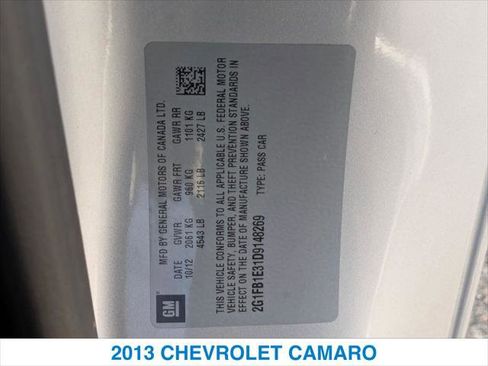 MFD BY GENERAL MOTORS OF CANADA LTD.
DATE GVWR GAWR FRT GAWR RR
10/12 2061 KG 960 KG 1101 KG
4543 LB 2116 LB 2427 LB
THIS VEHICLE CONFORMS TO ALL APPLICABLE U.S. FEDERAL MOTOR
VEHICLE SAFETY, BUMPER, AND THEFT PREVENTION STANDARDS IN
EFFECT ON THE DATE OF MANUFACTURE SHOWN ABOVE.
2G1FB1E31D9148269 TYPE: PASS CAR
GM
2013 CHEVROLET CAMARO